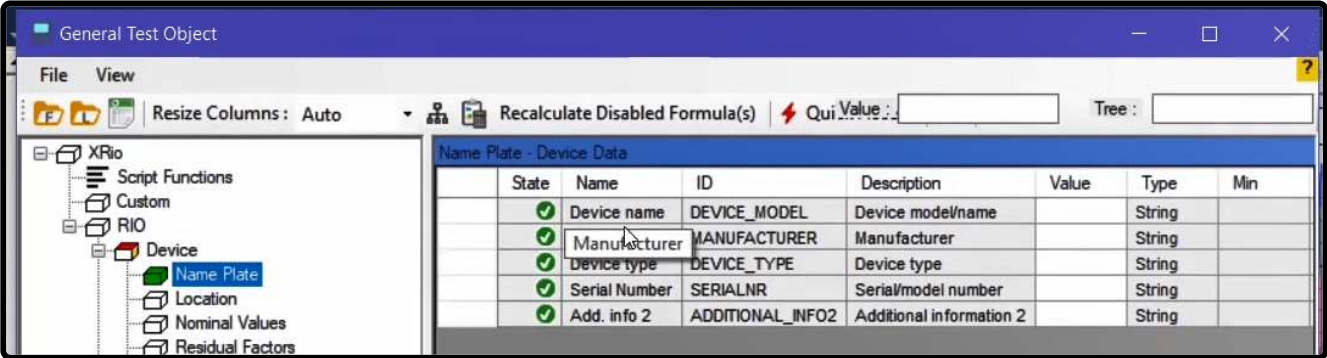 General Test Object
File View
?
F L Resize Columns : Auto Recalculate Disabled Formula(s) Qui Value : Tree :
XRio
Script Functions
Custom
RIO
Device
Name Plate
Location
Nominal Values
Residual Factors
Name Plate - Device Data
State Name ID Description Value Type Min
Device name DEVICE_MODEL Device model/name String
Manufacturer MANUFACTURER Manufacturer String
Device type DEVICE_TYPE Device type String
Serial Number SERIALNR Serial/model number String
Add. info 2 ADDITIONAL_INFO2 Additional information 2 String